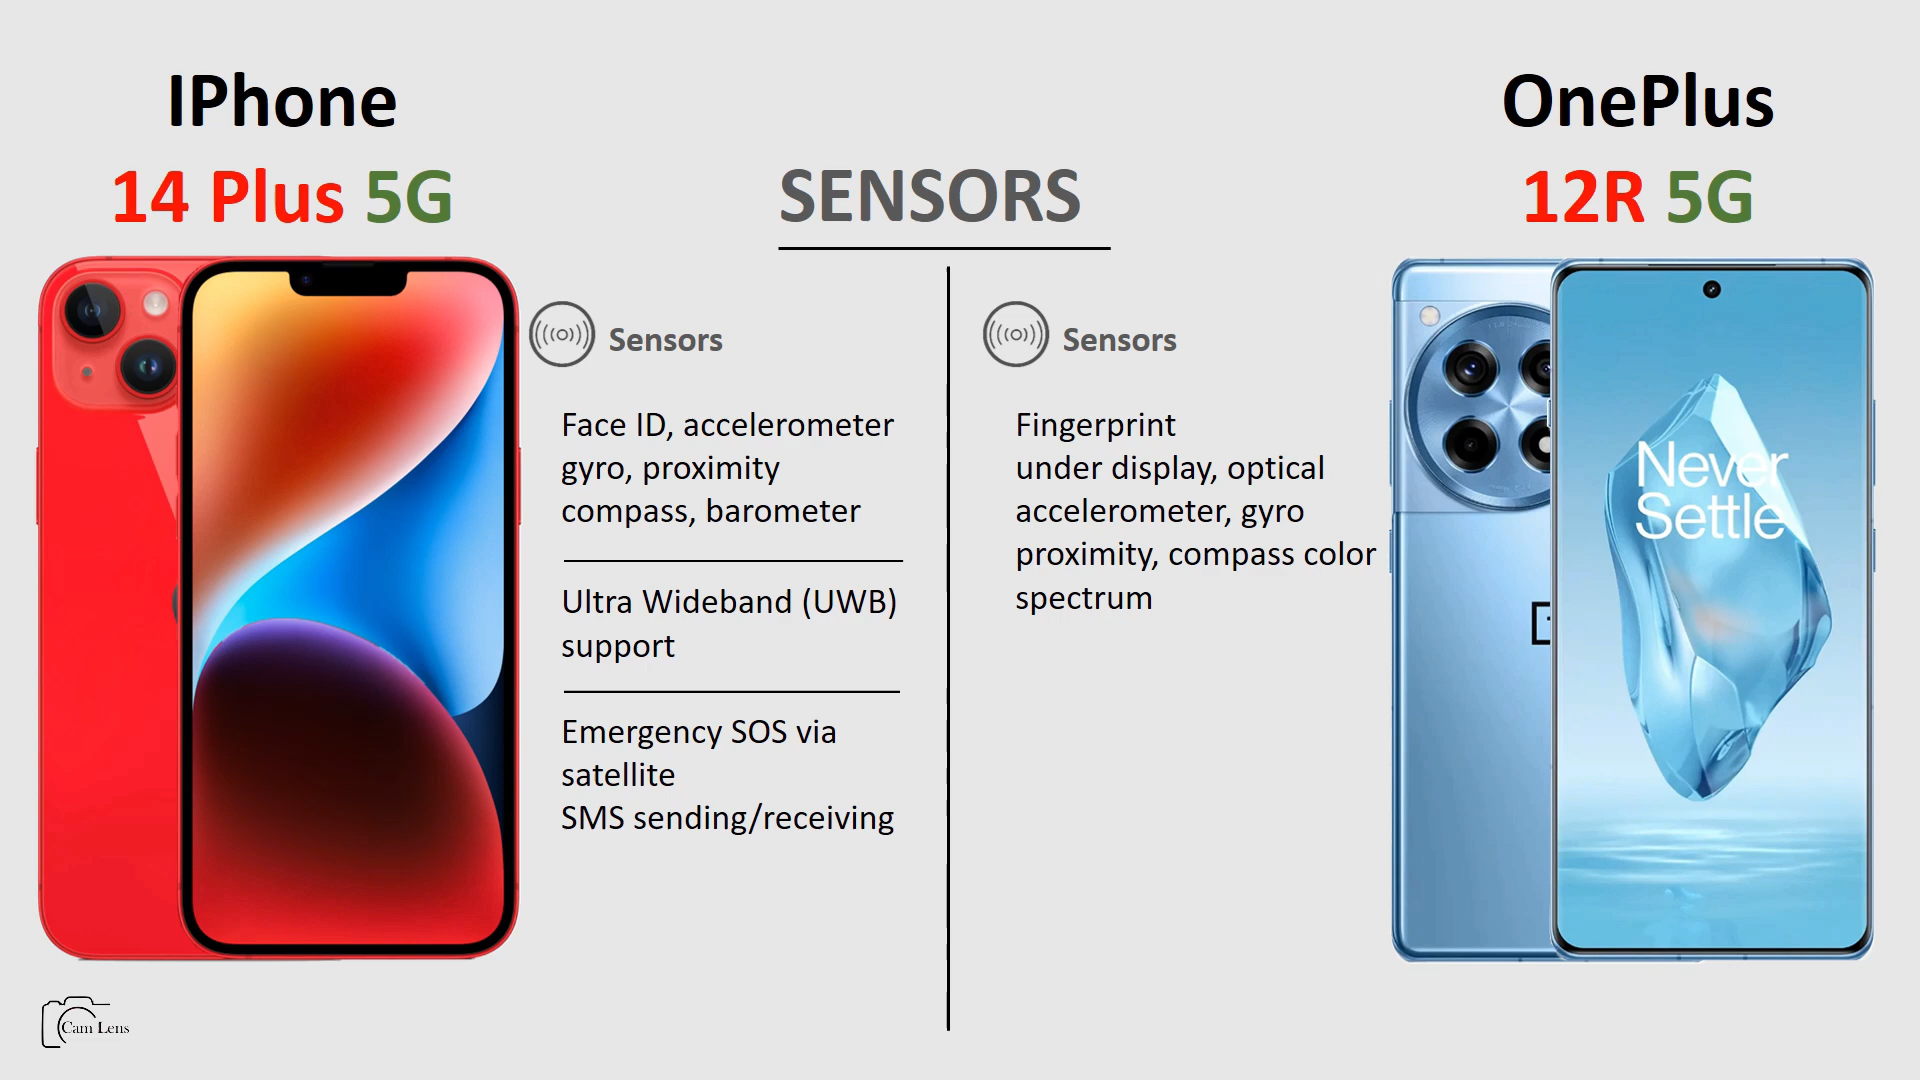 IPhone
14 Plus 5G
SENSORS
OnePlus
12R 5G
Sensors
Face ID, accelerometer
gyro, proximity
compass, barometer
Ultra Wideband (UWB)
support
Emergency SOS via
satellite
SMS sending/receiving
Sensors
Fingerprint
under display, optical
accelerometer, gyro
proximity, compass color
spectrum
Never
Settle
Cam Lens